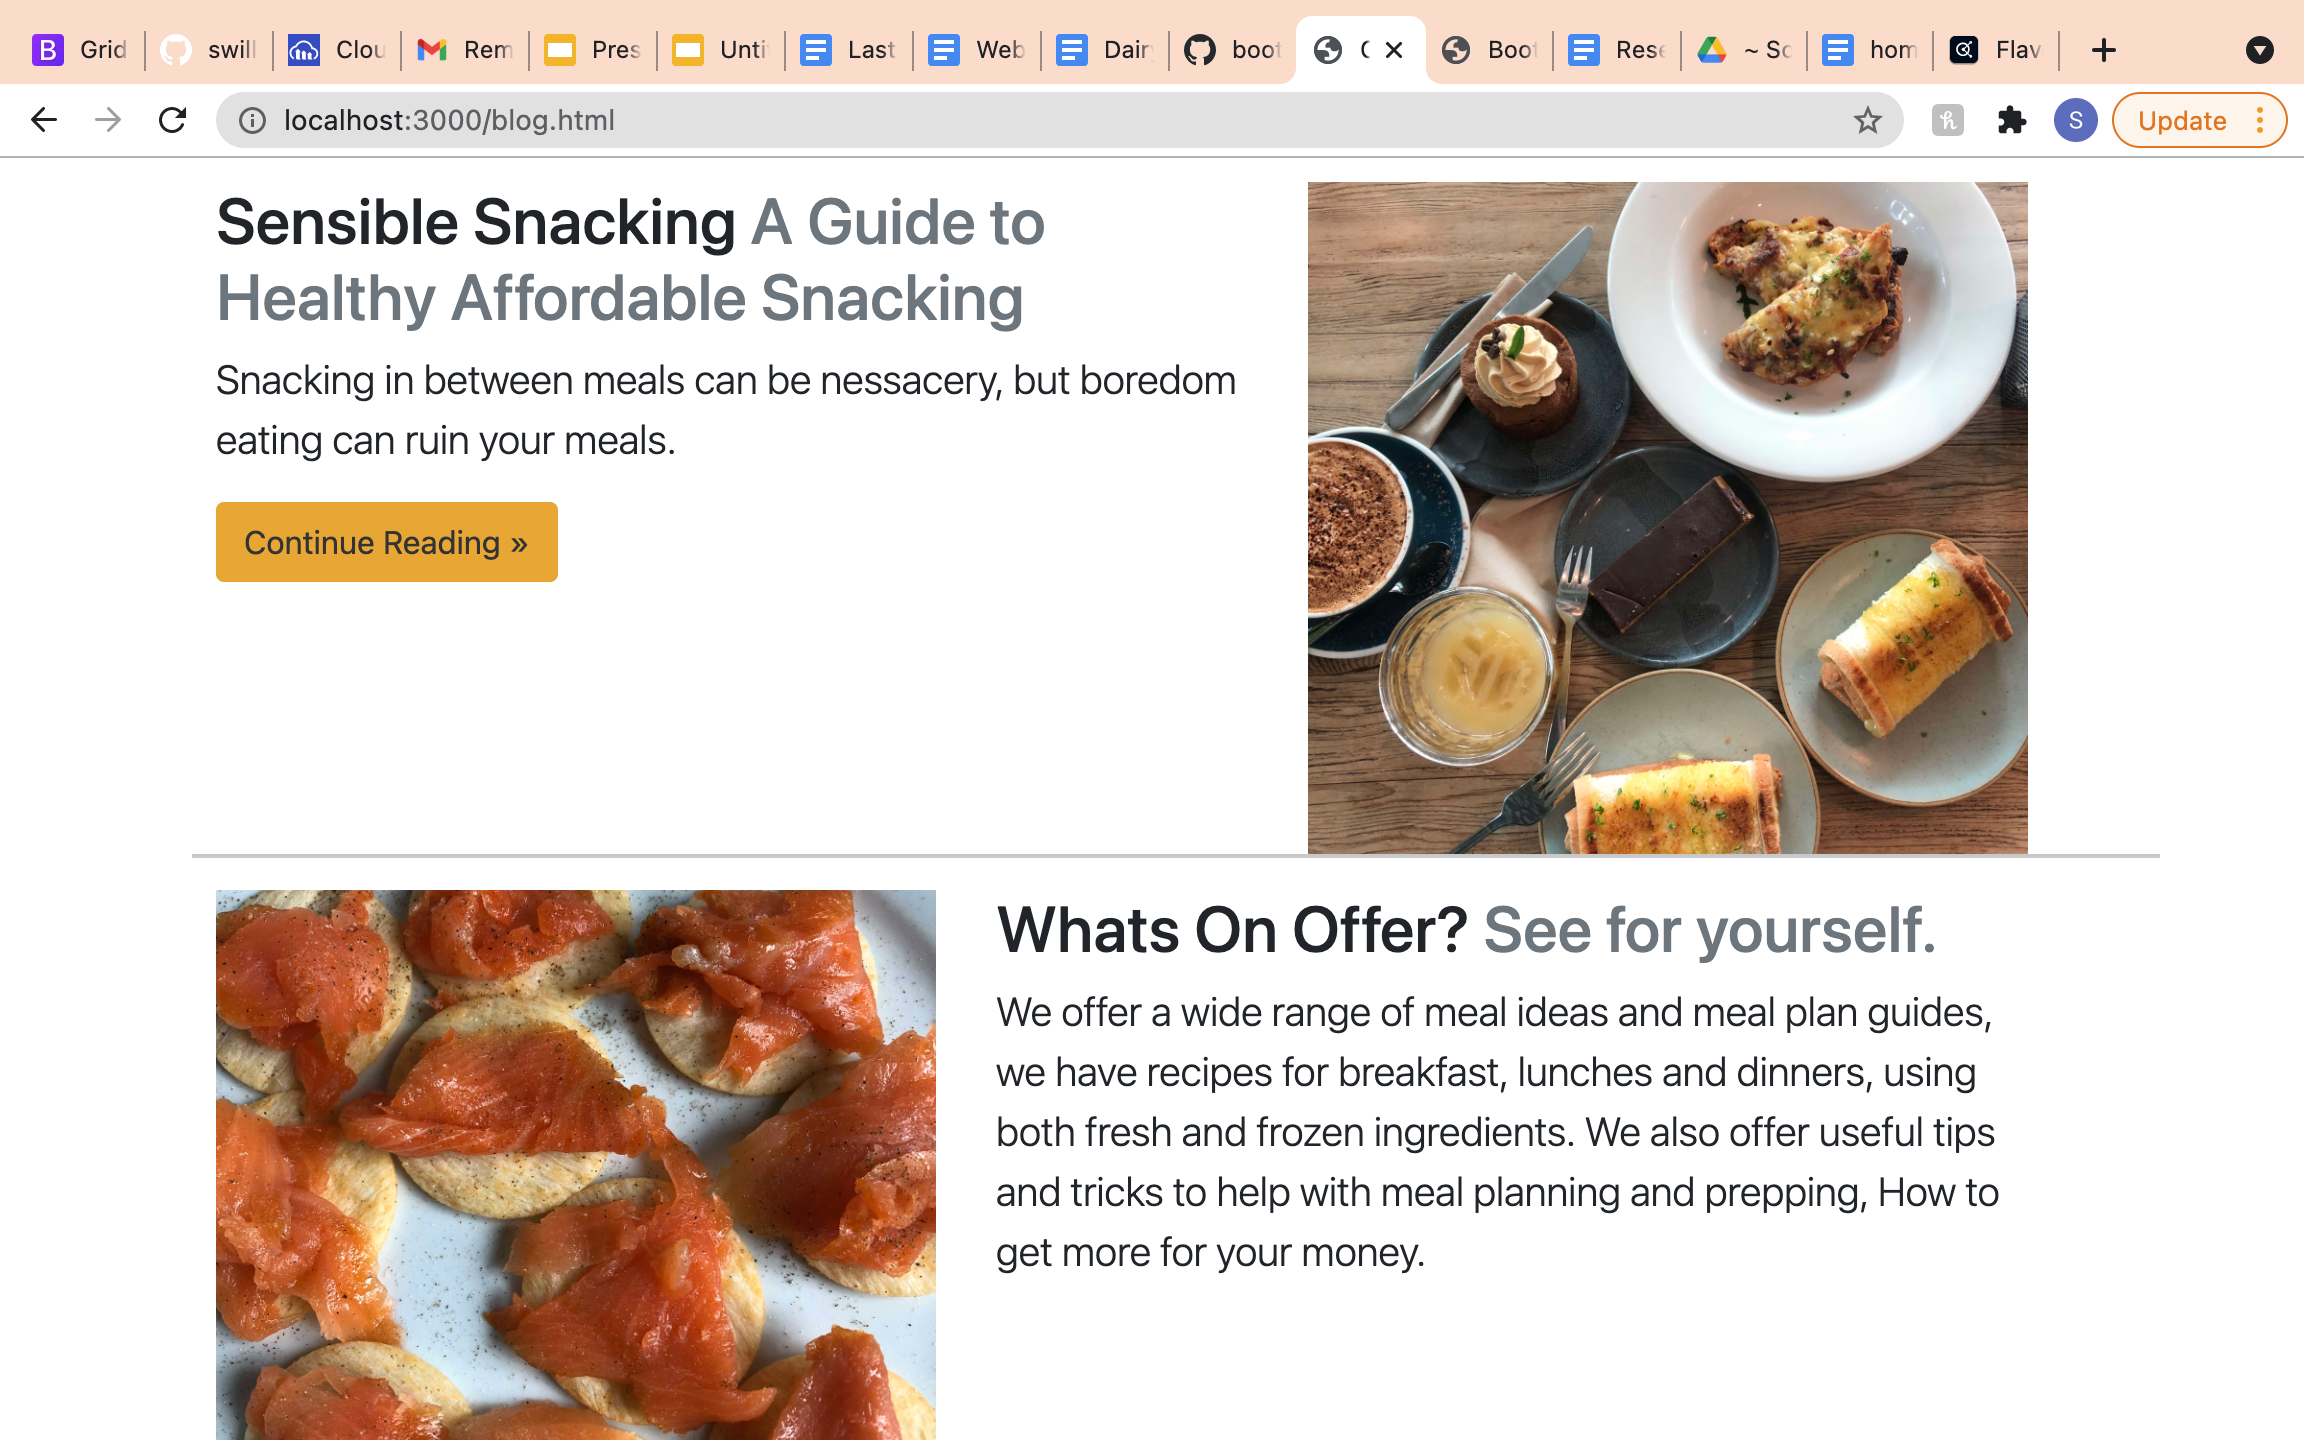 Grid swill Clou Rem Pres Unti Last Web Dair boot Boot Rese ~ Sc hom Flav
localhost:3000/blog.html
S Update
Sensible Snacking A Guide to
Healthy Affordable Snacking
Snacking in between meals can be nessacery, but boredom
eating can ruin your meals.
Continue Reading »
Whats On Offer? See for yourself.
We offer a wide range of meal ideas and meal plan guides,
we have recipes for breakfast, lunches and dinners, using
both fresh and frozen ingredients. We also offer useful tips
and tricks to help with meal planning and prepping, How to
get more for your money.